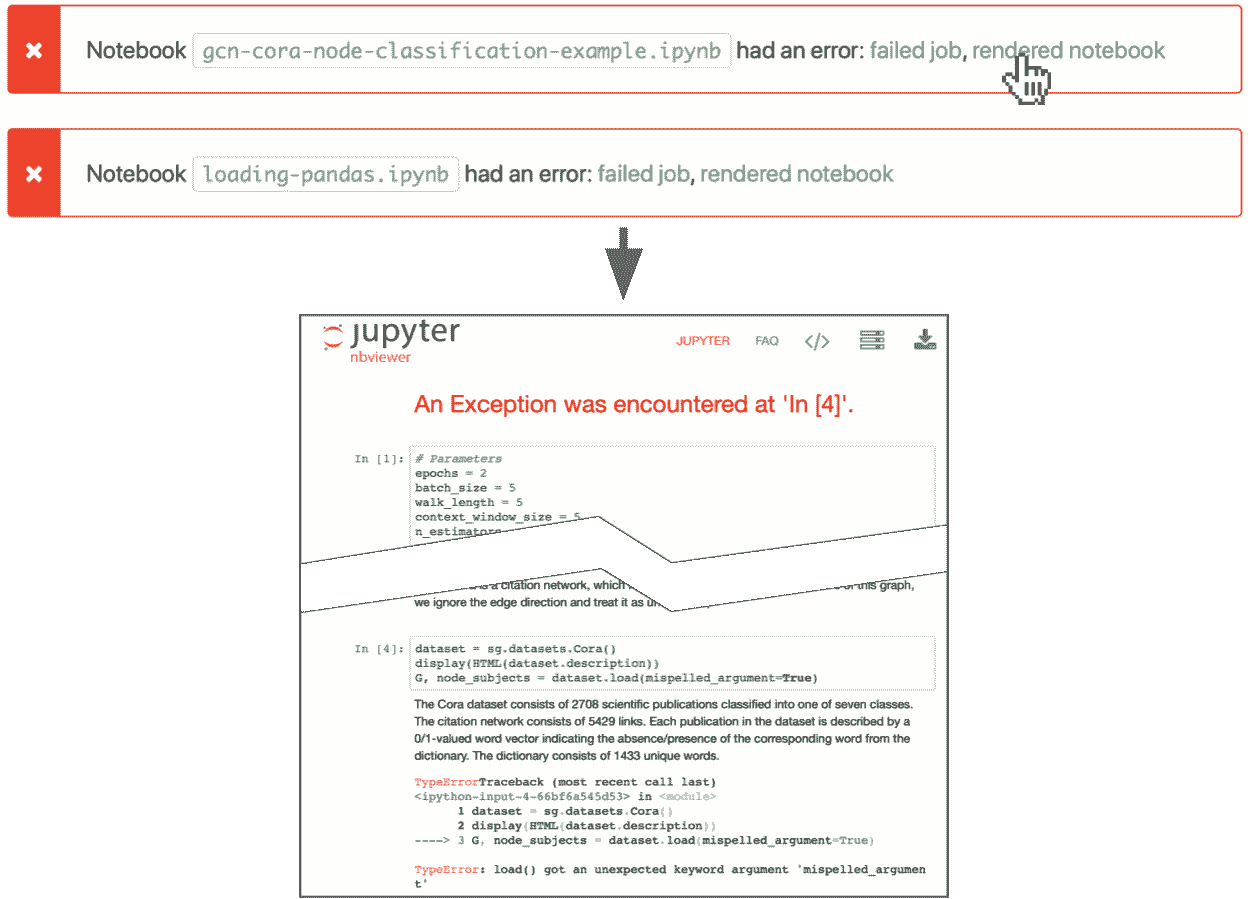 Notebook gcn-cora-node-classification-example.ipynb had an error: failed job, rendered notebook
Notebook loading-pandas.ipynb had an error: failed job, rendered notebook
jupyter
nbviewer
JUPYTER FAQ </>
An Exception was encountered at 'In [4]'.
In [1]: # Parameters
epochs = 2
batch_size = 5
walk_length = 5
context_window_size = 5
n_estimators
a citation network, which
of this graph,
we ignore the edge direction and treat it as
In [4]: dataset = sg.datasets.Cora()
display(HTML(dataset.description))
G, node_subjects = dataset.load(mispelled_argument=True)
The Cora dataset consists of 2708 scientific publications classified into one of seven classes.
The citation network consists of 5429 links. Each publication in the dataset is described by a
0/1-valued word vector indicating the absence/presence of the corresponding word from the
dictionary. The dictionary consists of 1433 unique words.
TypeErrorTraceback (most recent call last)
<ipython-input-4-66bf6a545d53> in <module>
1 dataset = sg.datasets.Cora()
2 display(HTML(dataset.description))
----> 3 G, node_subjects = dataset.load(mispelled_argument=True)
TypeError: load() got an unexpected keyword argument 'mispelled_argumen
t'